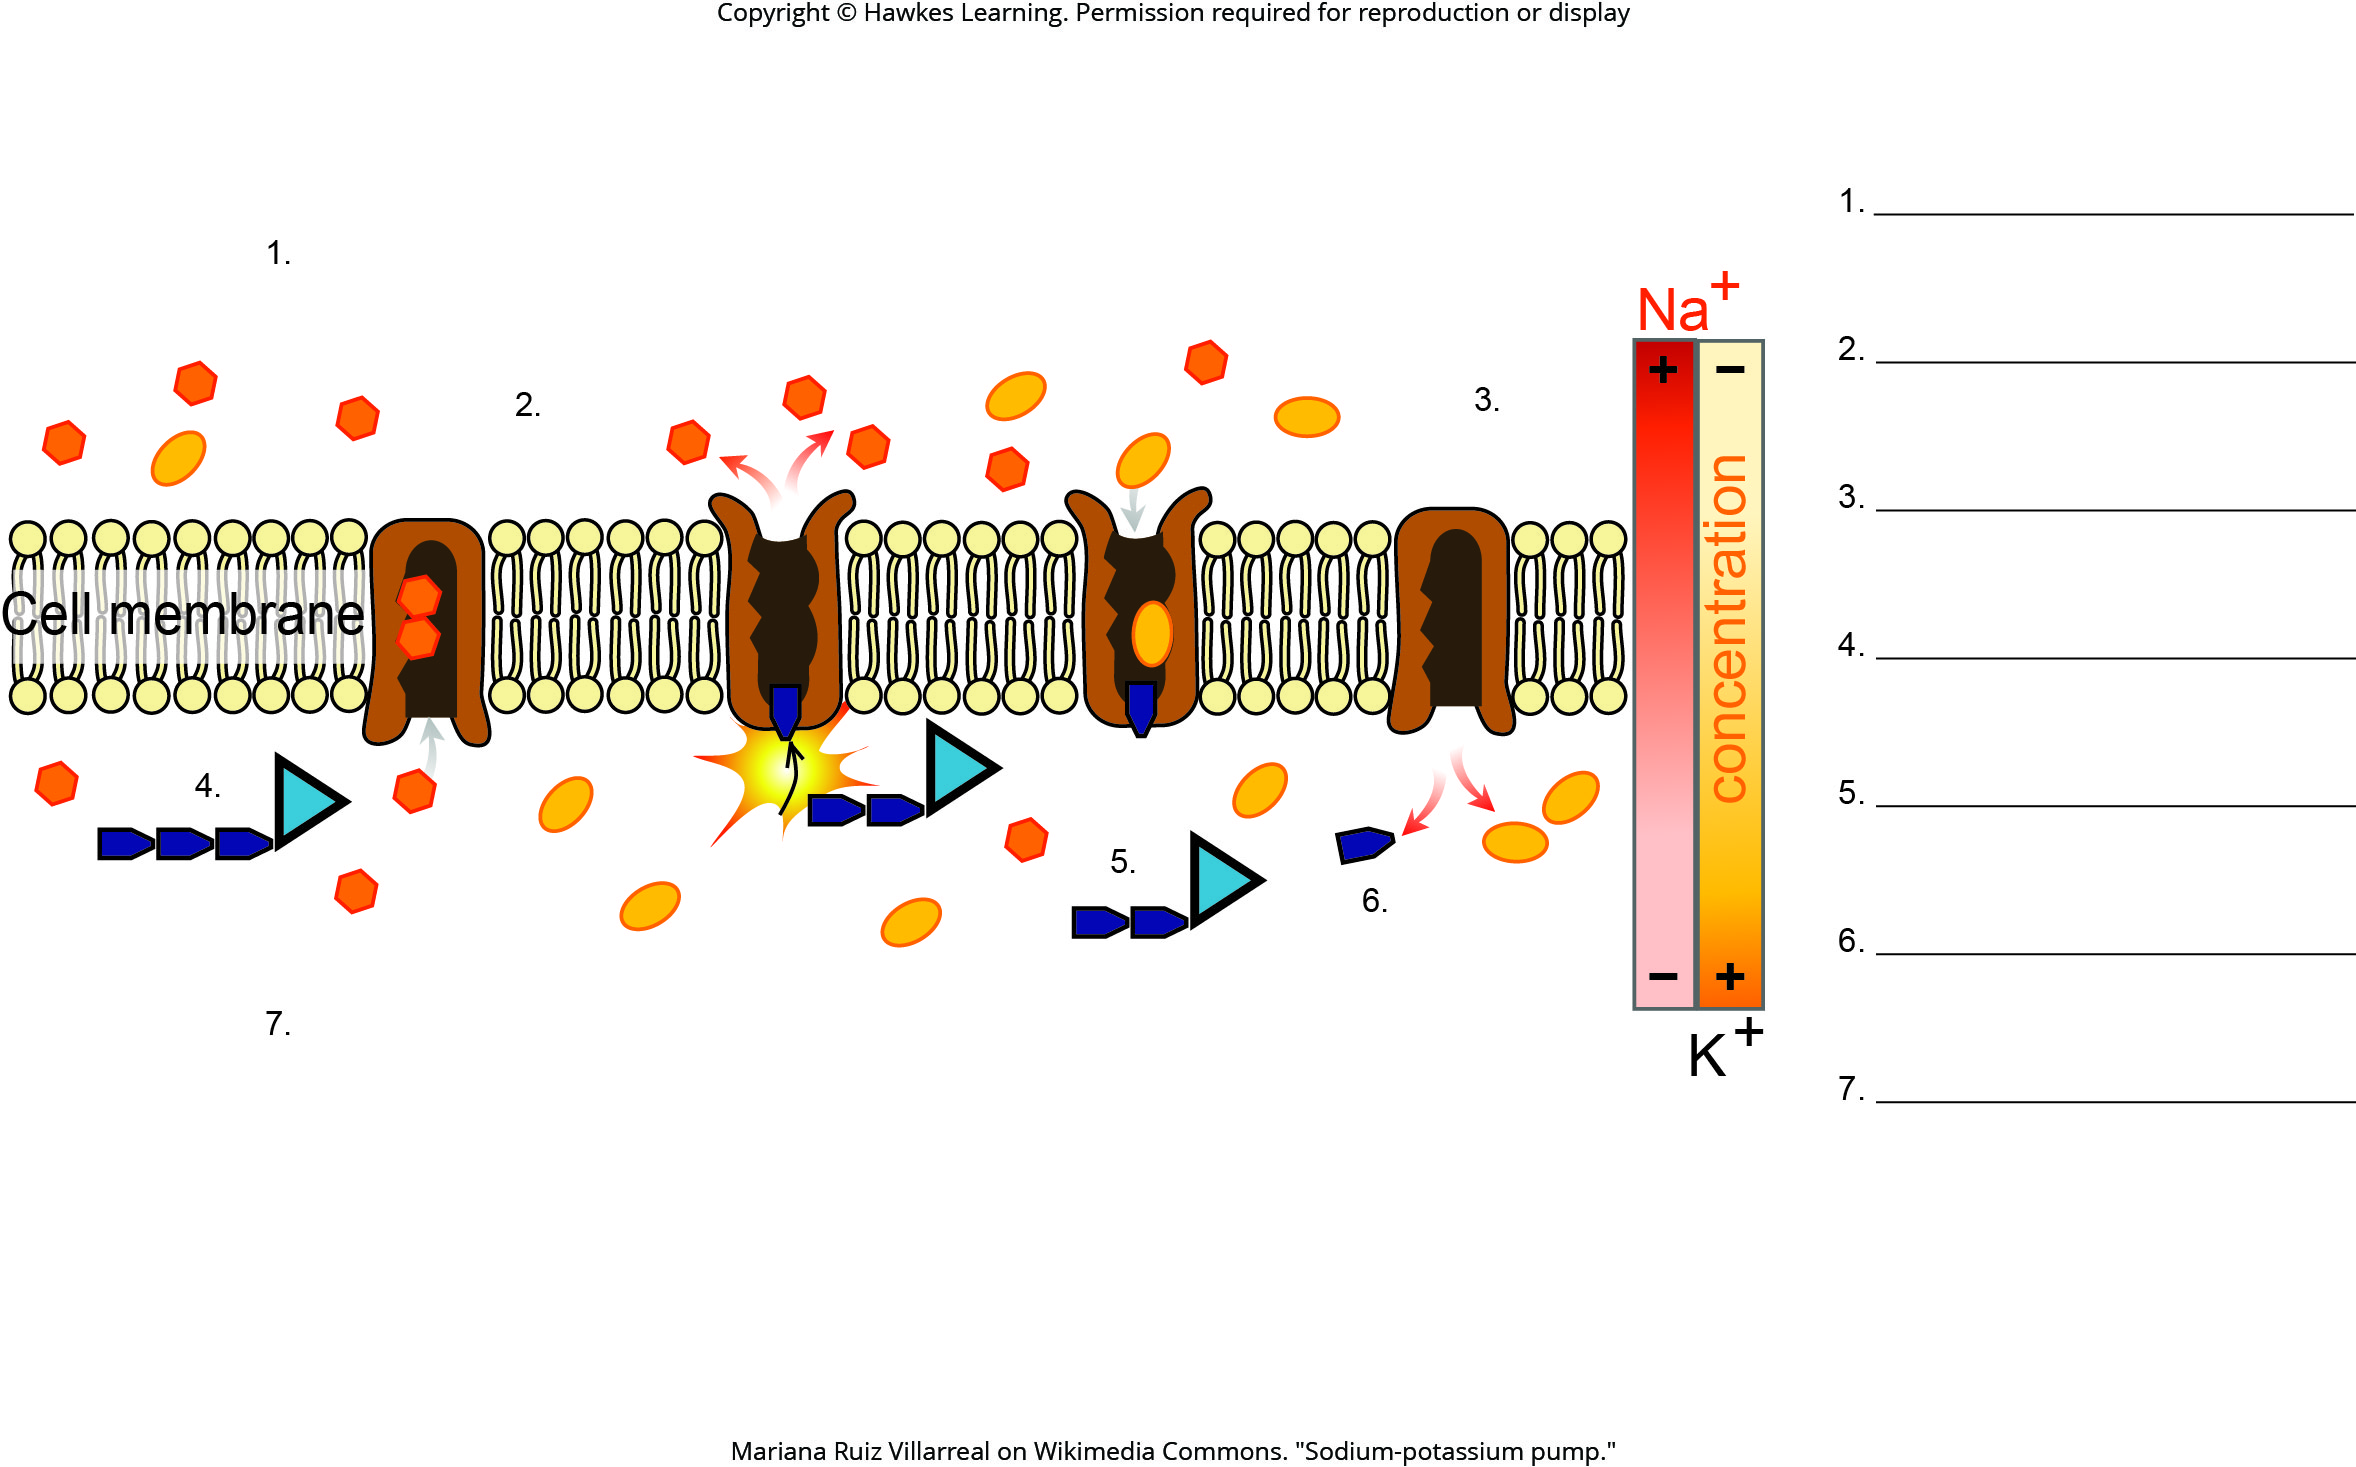 Copyright © Hawkes Learning. Permission required for reproduction or display
1.
2.
3.
Cell membrane
4.
5.
6.
7.
Na+
+ −
concentration
− +
K+
1.
2.
3.
4.
5.
6.
7.
Mariana Ruiz Villarreal on Wikimedia Commons. "Sodium-potassium pump."